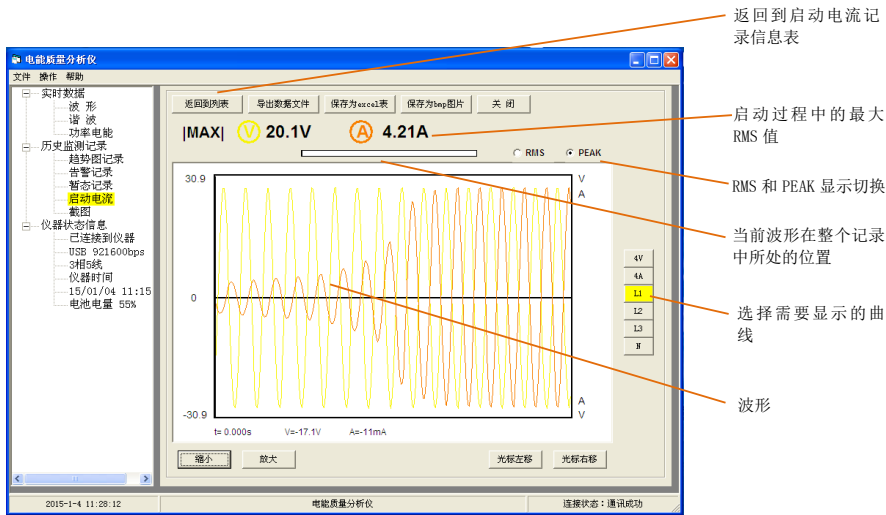 返回到启动电流记
录信息表
电能质量分析仪
文件 操作 帮助
实时数据
波 形
谐 波
功率电能
历史监测记录
趋势图记录
告警记录
暂态记录
启动电流
截图
仪器状态信息
已连接到仪器
USB 921600bps
3相5线
仪器时间
15/01/04 11:15
电池电量 55%
返回到列表 导出数据文件 保存为excel表 保存为bmp图片 关 闭
|MAX| V 20.1V A 4.21A
RMS PEAK
30.9
0
-30.9
V
A
A
V
t= 0.000s V=-17.1V A=-11mA
缩小 放大 光标左移 光标右移
4V
4A
L1
L2
L3
N
启动过程中的最大
RMS 值
RMS 和 PEAK 显示切换
当前波形在整个记录
中所处的位置
选择需要显示的曲
线
波形
2015-1-4 11:28:12 电能质量分析仪 连接状态：通讯成功